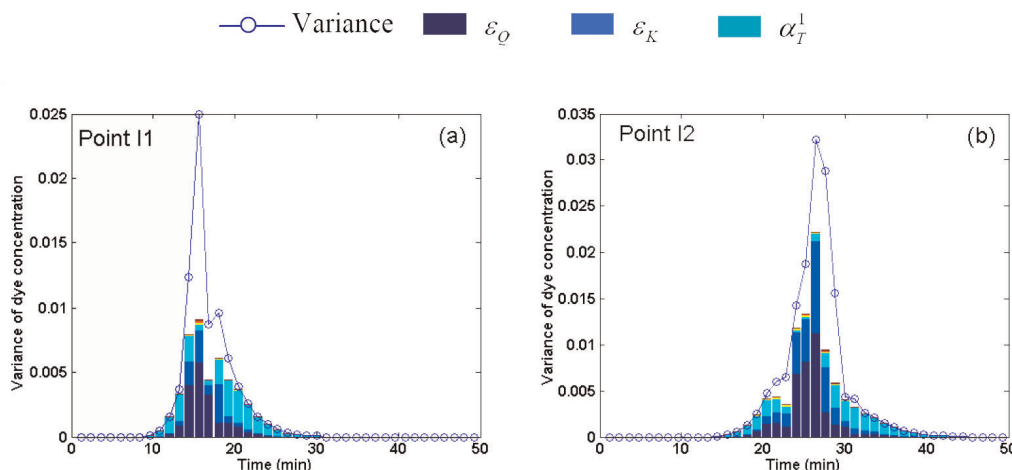 Variance ε_Q ε_K α_T^1
Point I1 (a)
Variance of dye concentration
0.025
0.02
0.015
0.01
0.005
0
0 10 20 30 40 50
Time (min)
Point I2 (b)
Variance of dye concentration
0.035
0.03
0.025
0.02
0.015
0.01
0.005
0
0 10 20 30 40 50
Time (min)